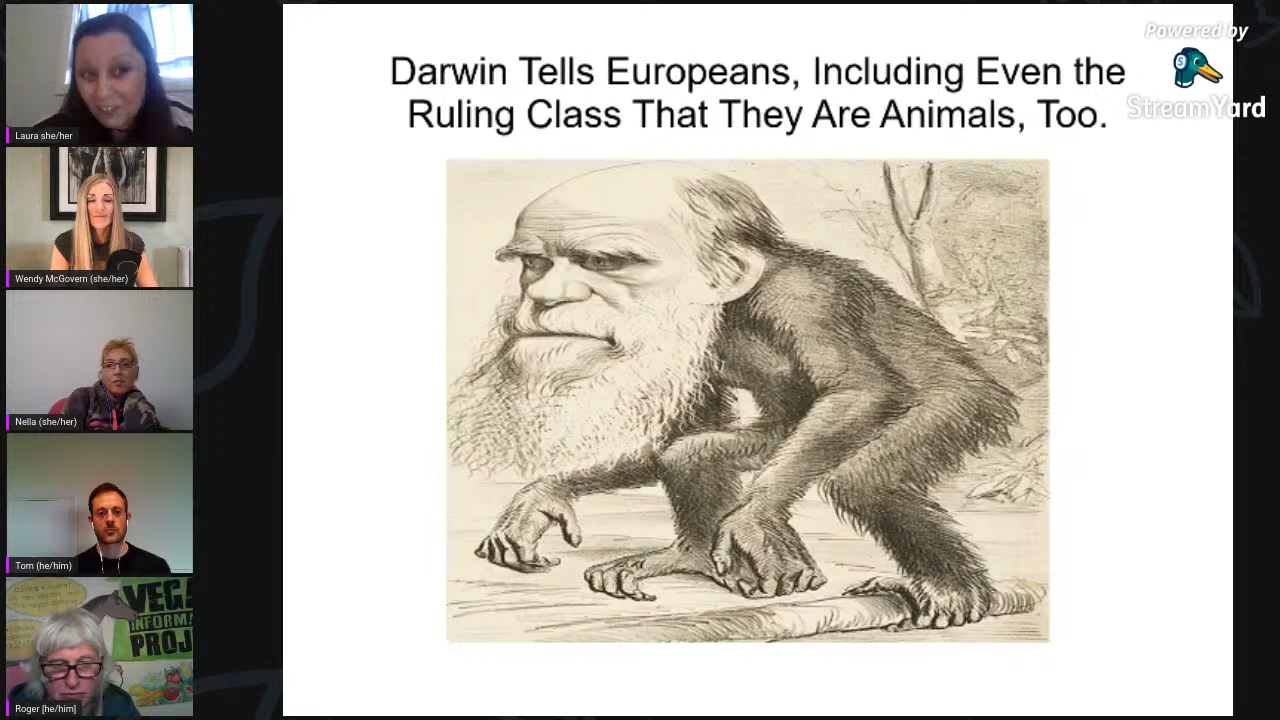 Darwin Tells Europeans, Including Even the
Ruling Class That They Are Animals, Too.
Powered by
S
StreamYard
Laura she/her
Wendy McGovern (she/her)
Nella (she/her)
Tom (he/him)
VEGA
INFORMA
PROJ
Roger [he/him]